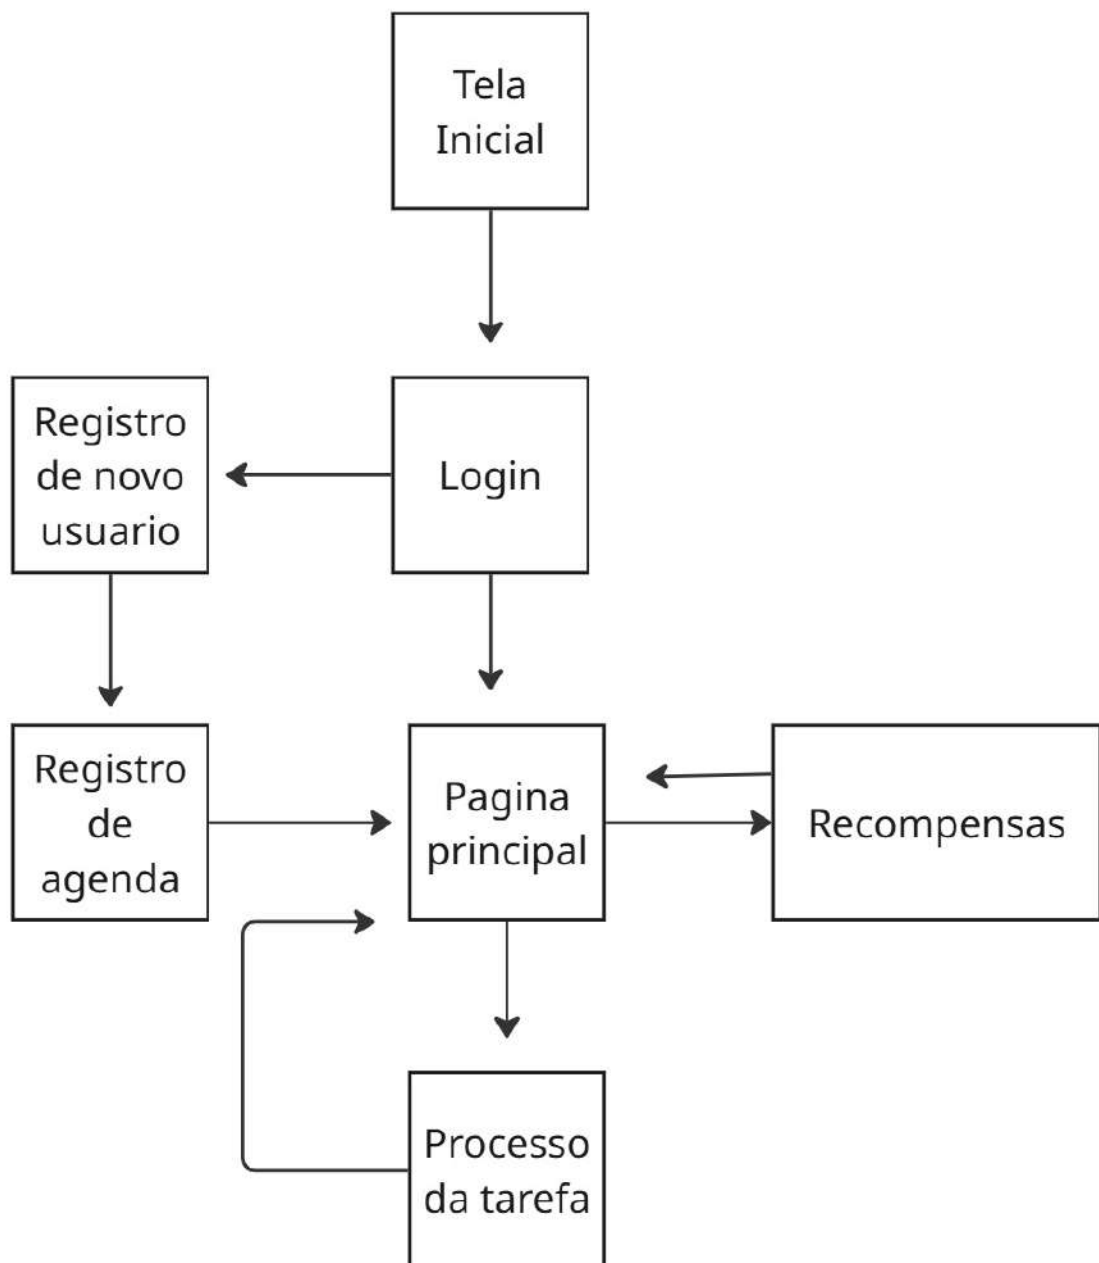 Tela
Inicial
Registro
de novo
usuario
Login
Registro
de
agenda
Pagina
principal
Recompensas
Processo
da tarefa